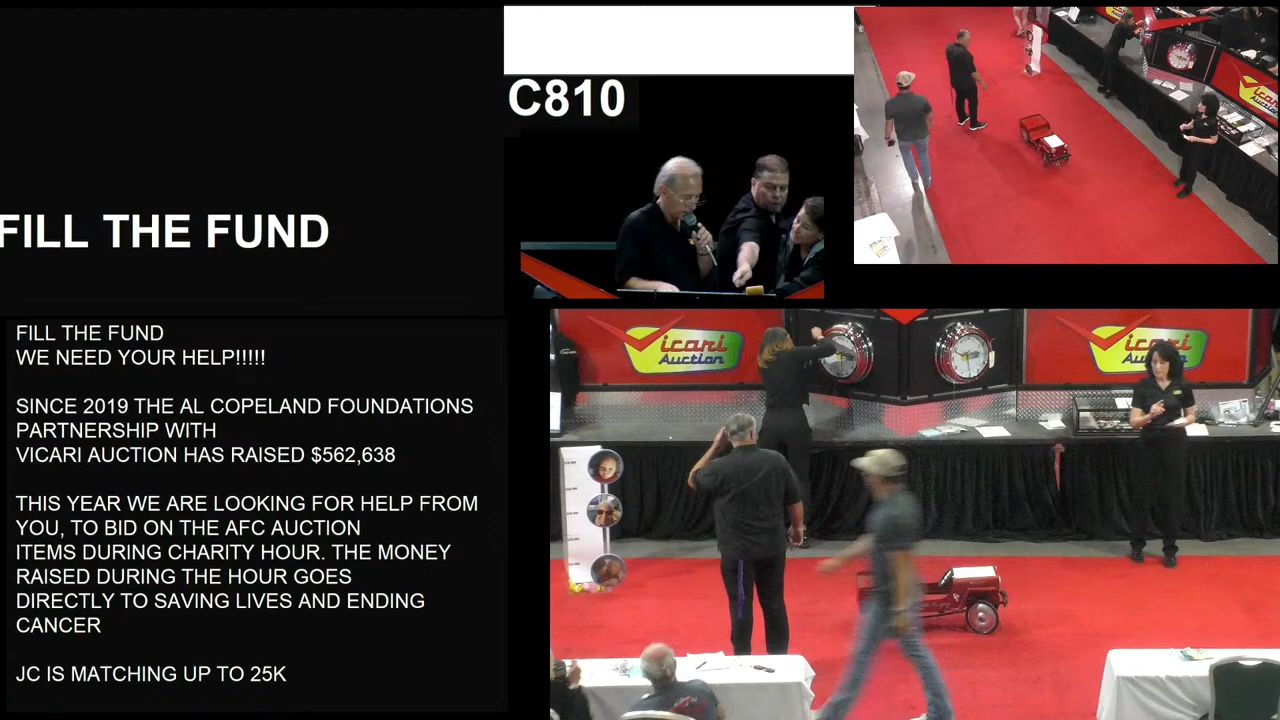 C810
FILL THE FUND
FILL THE FUND
WE NEED YOUR HELP!!!!!
SINCE 2019 THE AL COPELAND FOUNDATIONS
PARTNERSHIP WITH
VICARI AUCTION HAS RAISED $562,638
THIS YEAR WE ARE LOOKING FOR HELP FROM
YOU, TO BID ON THE AFC AUCTION
ITEMS DURING CHARITY HOUR. THE MONEY
RAISED DURING THE HOUR GOES
DIRECTLY TO SAVING LIVES AND ENDING
CANCER
JC IS MATCHING UP TO 25K
Vicari
Auction
Vicari
Auction